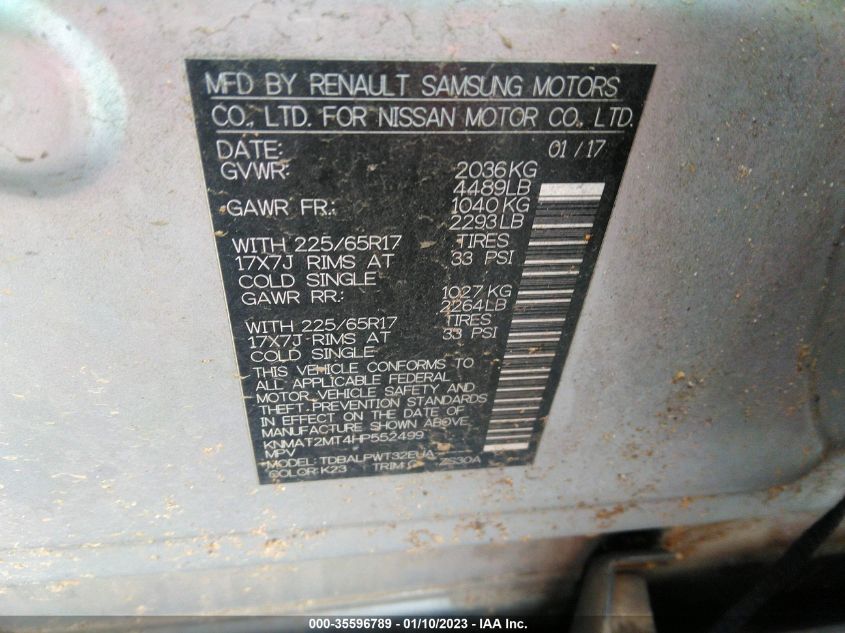 MFD BY RENAULT SAMSUNG MOTORS
CO., LTD. FOR NISSAN MOTOR CO., LTD.
DATE: 01/17
GVWR: 2036KG
4489LB
GAWR FR.: 1040KG
2293LB
WITH 225/65R17 TIRES
17X7J RIMS AT 33 PSI
COLD SINGLE
GAWR RR.: 1027KG
2264LB
WITH 225/65R17 TIRES
17X7J RIMS AT 33 PSI
COLD SINGLE
THIS VEHICLE CONFORMS TO
ALL APPLICABLE FEDERAL
MOTOR VEHICLE SAFETY AND
THEFT.PREVENTION STANDARDS
IN EFFECT ON THE DATE OF
MANUFACTURE SHOWN ABOVE.
KNMAT2MT4HP552499
MPV
MODEL: TDBALPWT32EUA
COLOR:K23 TRIM
000-35596789 - 01/10/2023 - IAA Inc.